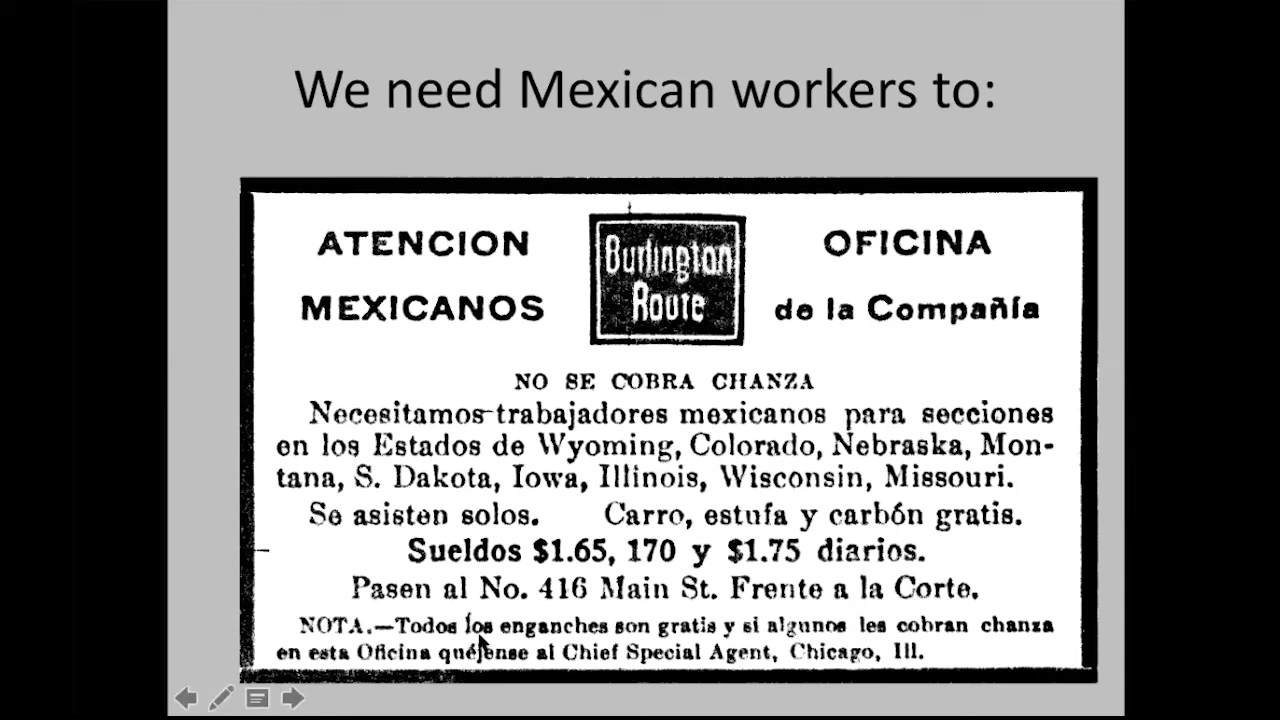 We need Mexican workers to:
ATENCION
MEXICANOS
Burlington
Route
OFICINA
de la Compañía
NO SE COBRA CHANZA
Necesitamos trabajadores mexicanos para secciones
en los Estados de Wyoming, Colorado, Nebraska, Mon-
tana, S. Dakota, Iowa, Illinois, Wisconsin, Missouri.
Se asisten solos. Carro, estufa y carbón gratis.
Sueldos $1.65, 170 y $1.75 diarios.
Pasen al No. 416 Main St. Frente a la Corte.
NOTA.—Todos los enganches son gratis y si algunos les cobran chanza
en esta Oficina quéjense al Chief Special Agent, Chicago, Ill.